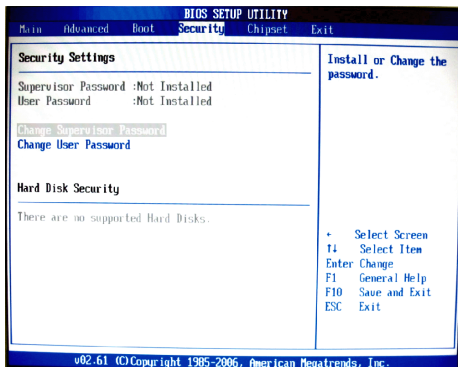 BIOS SETUP UTILITY
Main Advanced Boot Security Chipset Exit
Security Settings
Supervisor Password :Not Installed
User Password :Not Installed
Change Supervisor Password
Change User Password
Hard Disk Security
There are no supported Hard Disks.
Install or Change the
password.
← Select Screen
↑↓ Select Item
Enter Change
F1 General Help
F10 Save and Exit
ESC Exit
v02.61 (C)Copyright 1985-2006, American Megatrends, Inc.